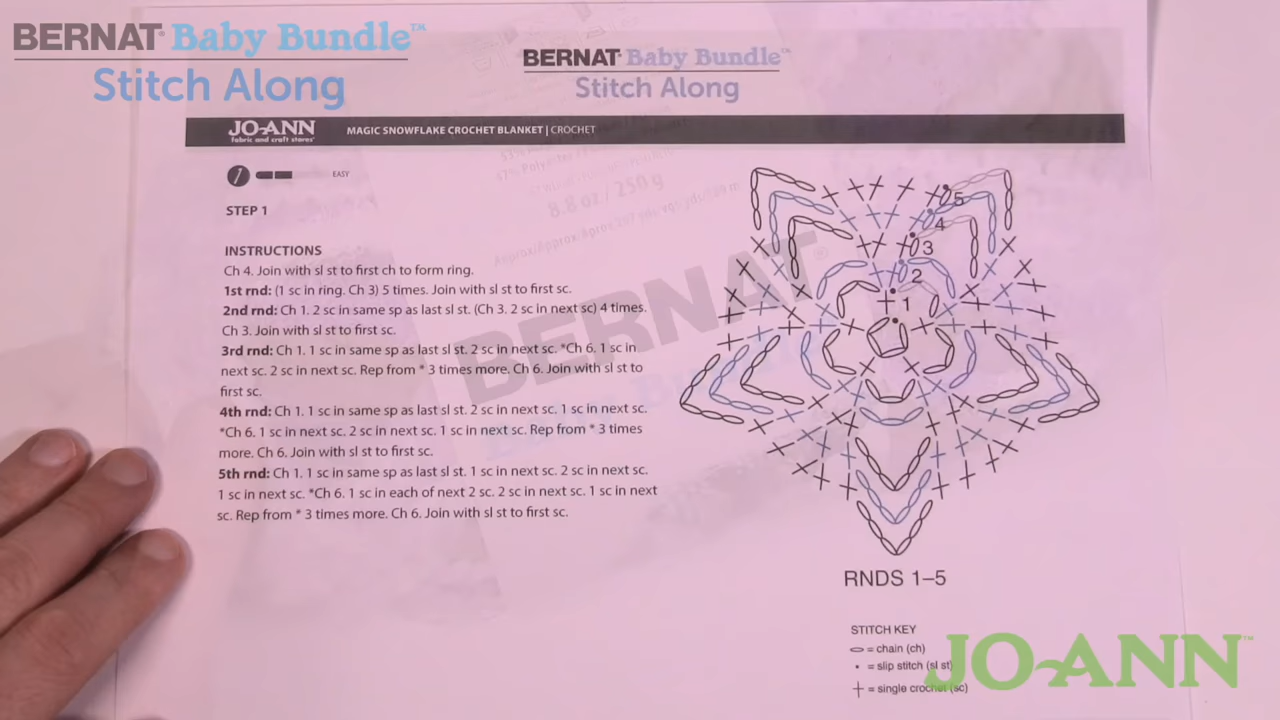 BERNAT Baby Bundle™
Stitch Along
BERNAT Baby Bundle™
Stitch Along
JO-ANN
fabric and craft stores®
MAGIC SNOWFLAKE CROCHET BLANKET | CROCHET
EASY
STEP 1
INSTRUCTIONS
Ch 4. Join with sl st to first ch to form ring.
1st rnd: (1 sc in ring. Ch 3) 5 times. Join with sl st to first sc.
2nd rnd: Ch 1. 2 sc in same sp as last sl st. (Ch 3. 2 sc in next sc) 4 times.
Ch 3. Join with sl st to first sc.
3rd rnd: Ch 1. 1 sc in same sp as last sl st. 2 sc in next sc. *Ch 6. 1 sc in
next sc. 2 sc in next sc. Rep from * 3 times more. Ch 6. Join with sl st to
first sc.
4th rnd: Ch 1. 1 sc in same sp as last sl st. 2 sc in next sc. 1 sc in next sc.
*Ch 6. 1 sc in next sc. 2 sc in next sc. 1 sc in next sc. Rep from * 3 times
more. Ch 6. Join with sl st to first sc.
5th rnd: Ch 1. 1 sc in same sp as last sl st. 1 sc in next sc. 2 sc in next sc.
1 sc in next sc. *Ch 6. 1 sc in each of next 2 sc. 2 sc in next sc. 1 sc in next
sc. Rep from * 3 times more. Ch 6. Join with sl st to first sc.
5
4
3
2
1
RNDS 1–5
STITCH KEY
= chain (ch)
= slip stitch (sl st)
= single crochet (sc)
8.8 oz / 250 g
BERNAT®
JO-ANN™